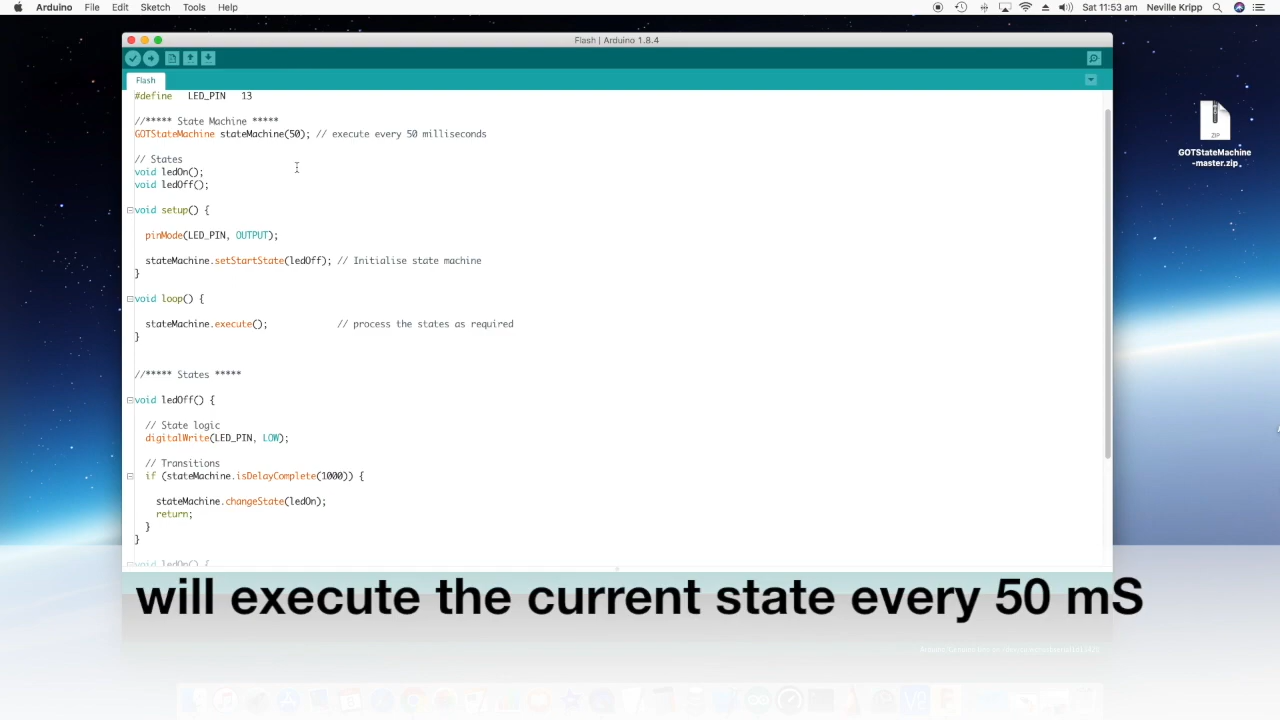 Arduino File Edit Sketch Tools Help Sat 11:53 am Neville Kripp
Flash | Arduino 1.8.4
Flash
#define LED_PIN 13
//***** State Machine *****
GOTStateMachine stateMachine(50); // execute every 50 milliseconds
// States
void ledOn();
void ledOff();
void setup() {
pinMode(LED_PIN, OUTPUT);
stateMachine.setStartState(ledOff); // Initialise state machine
}
void loop() {
stateMachine.execute(); // process the states as required
}
//***** States *****
void ledOff() {
// State logic
digitalWrite(LED_PIN, LOW);
// Transitions
if (stateMachine.isDelayComplete(1000)) {
stateMachine.changeState(ledOn);
return;
}
}
void ledOn() {
ZIP
GOTStateMachine
-master.zip
will execute the current state every 50 mS